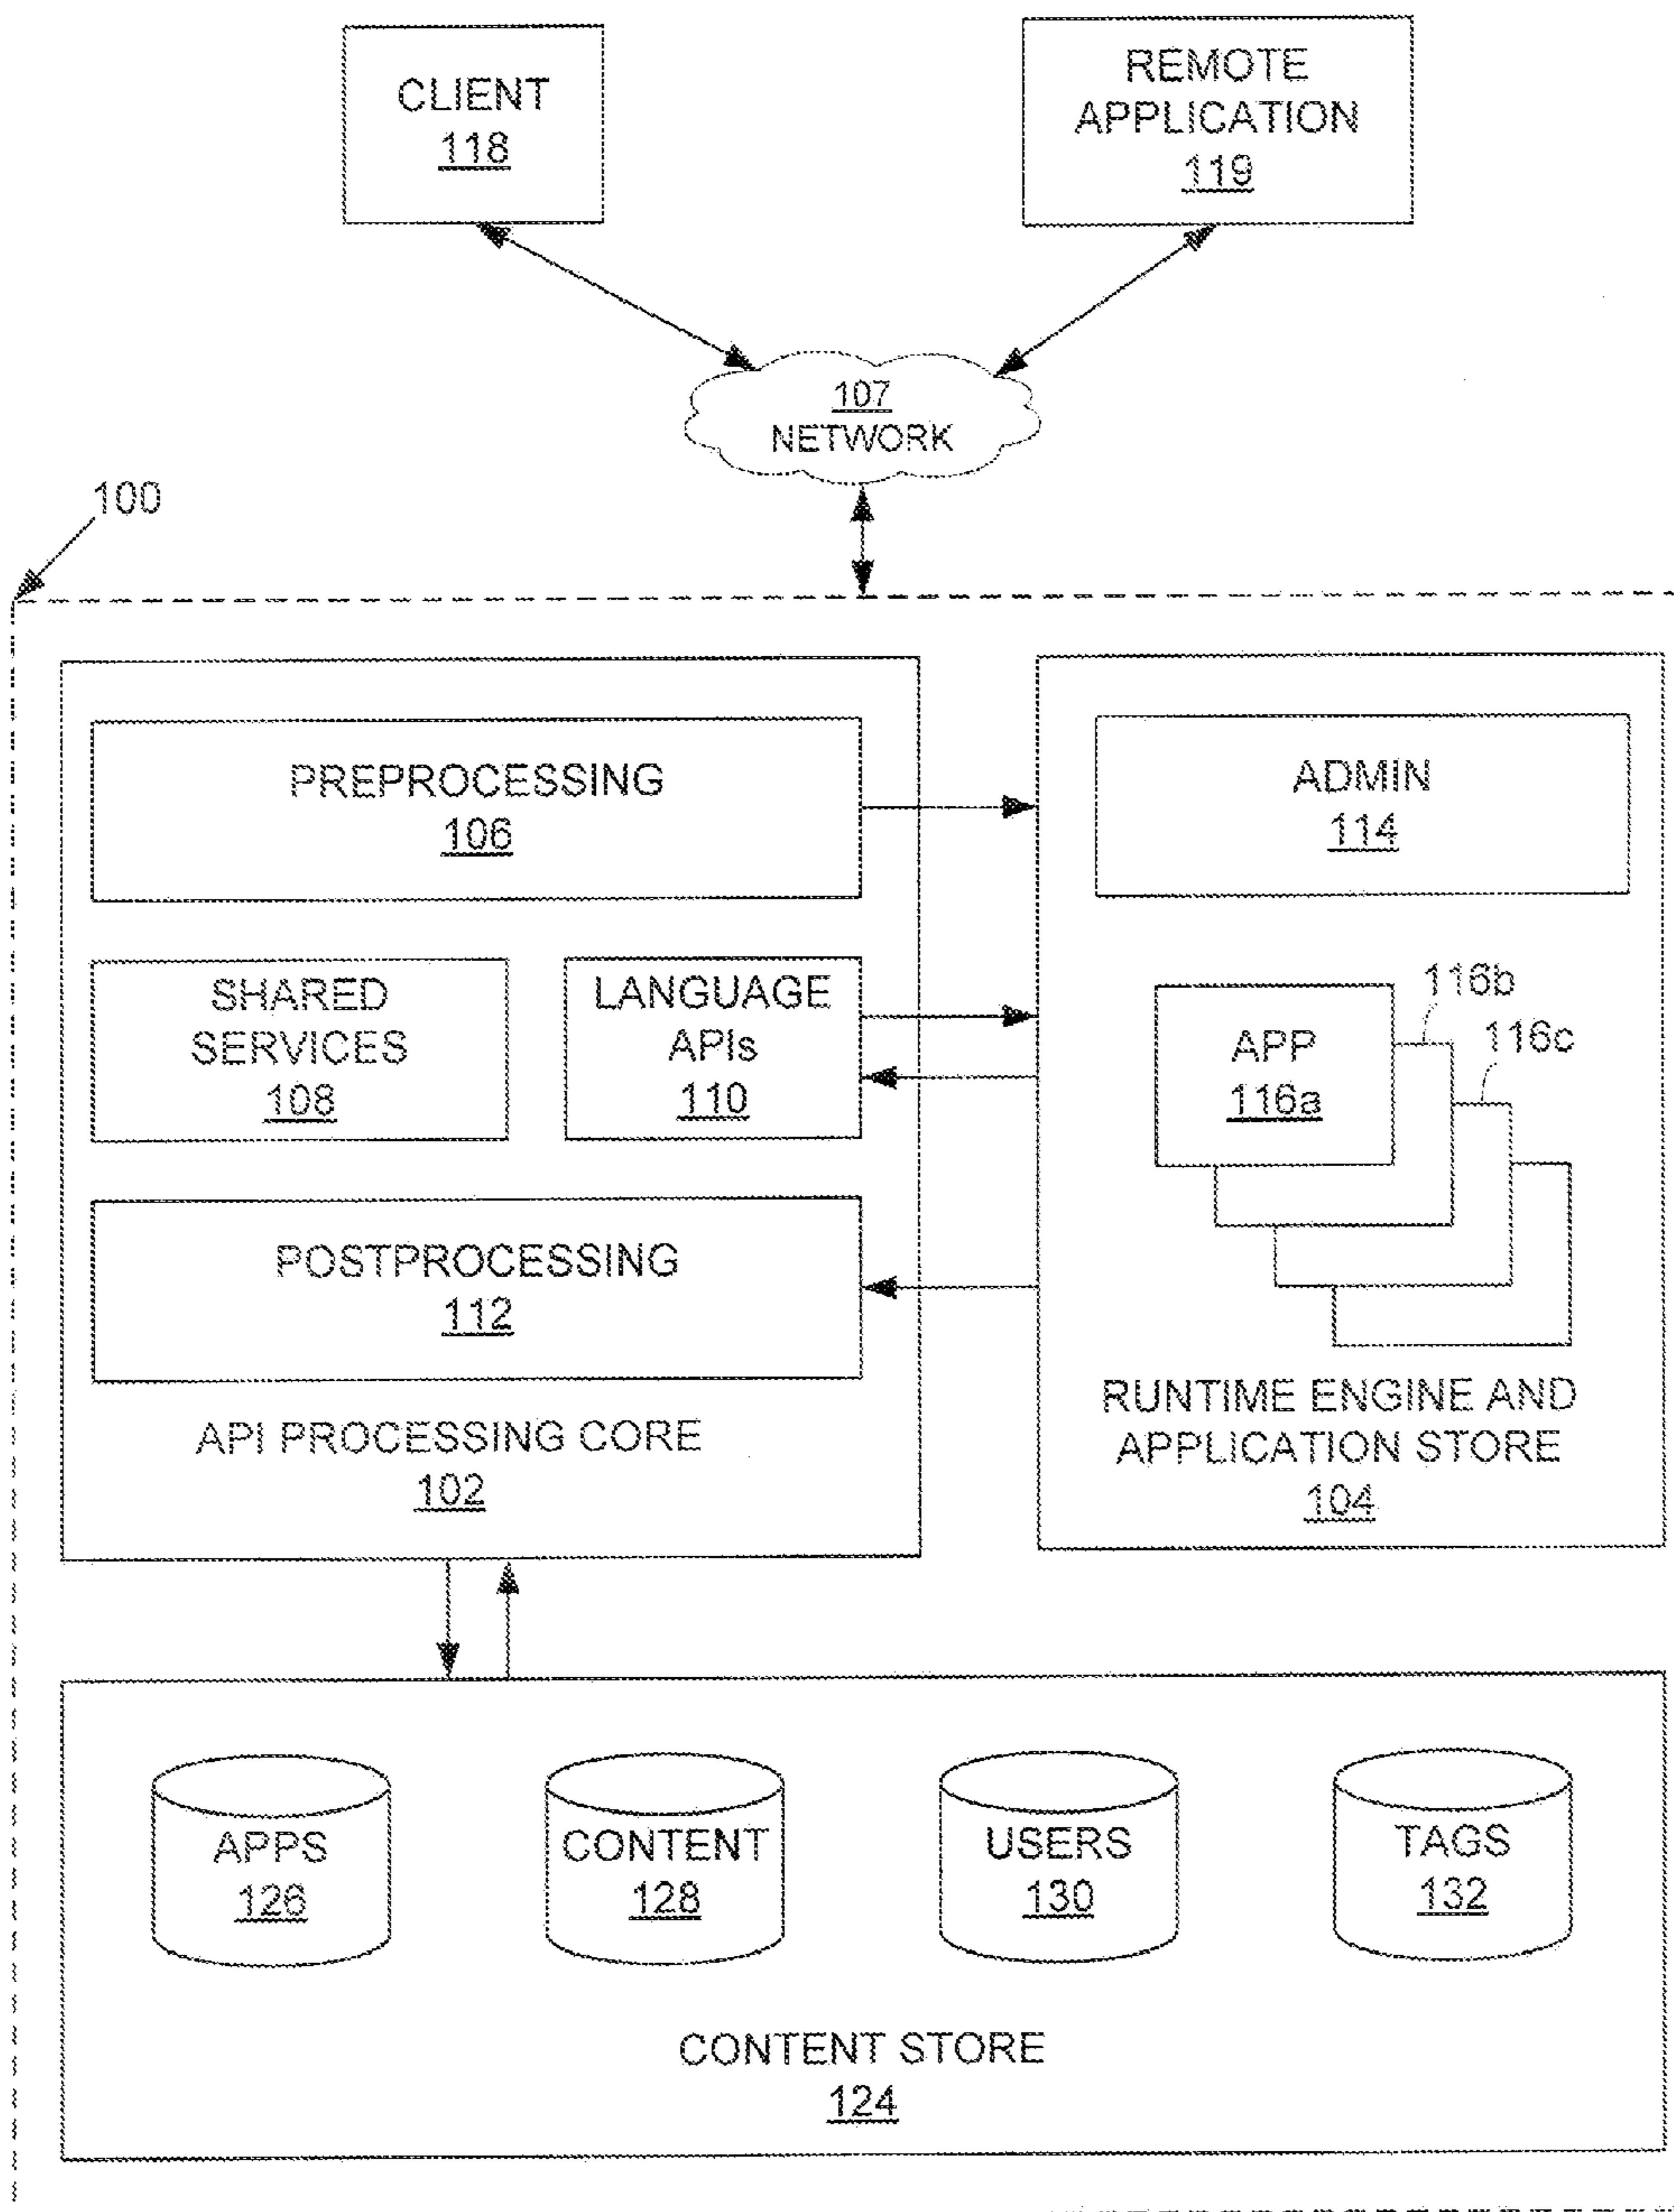 CLIENT
118
REMOTE
APPLICATION
119
107
NETWORK
100
PREPROCESSING
106
ADMIN
114
SHARED
SERVICES
108
LANGUAGE
APIs
110
116b
116c
APP
116a
POSTPROCESSING
112
API PROCESSING CORE
102
RUNTIME ENGINE AND
APPLICATION STORE
104
APPS
126
CONTENT
128
USERS
130
TAGS
132
CONTENT STORE
124